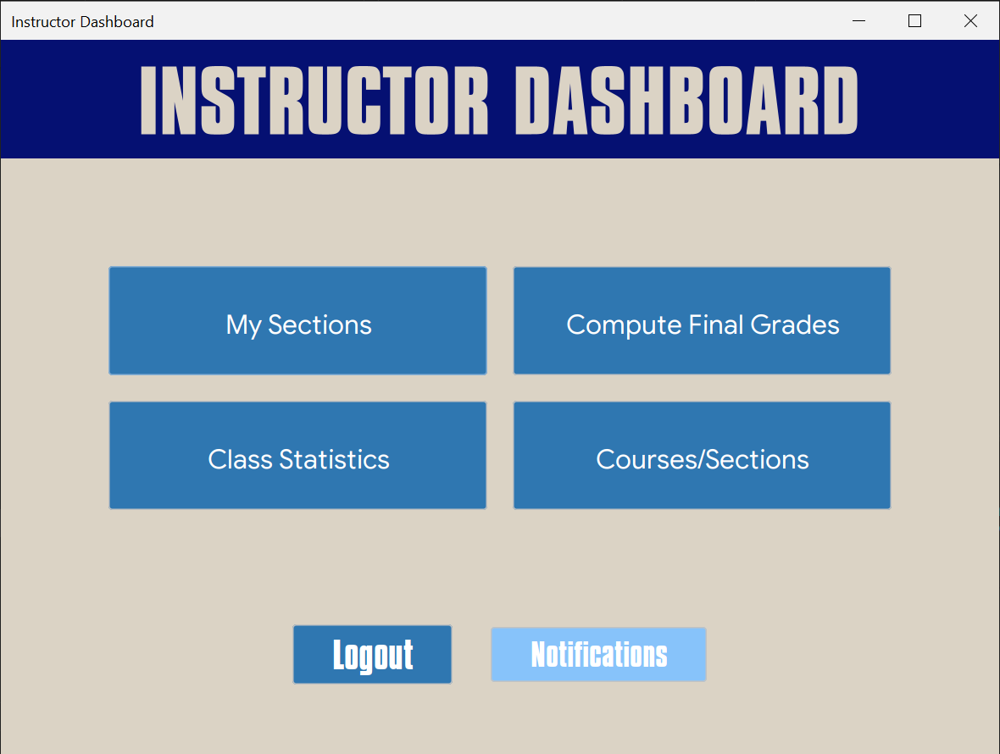 Instructor Dashboard
INSTRUCTOR DASHBOARD
My Sections
Compute Final Grades
Class Statistics
Courses/Sections
Logout
Notifications